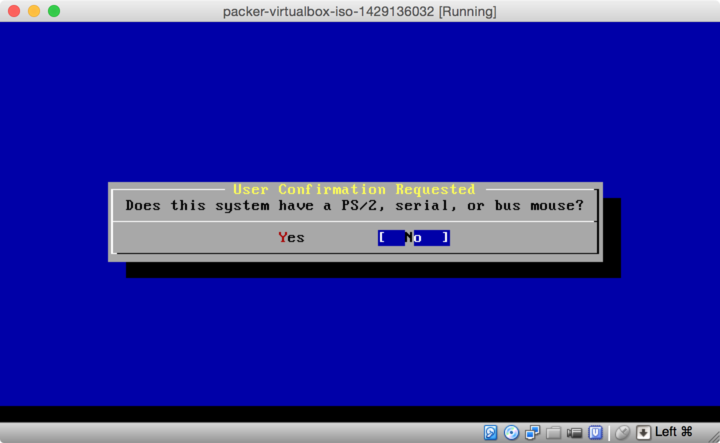 packer-virtualbox-iso-1429136032 [Running]
User Confirmation Requested
Does this system have a PS/2, serial, or bus mouse?
Yes [ No ]
Left ⌘